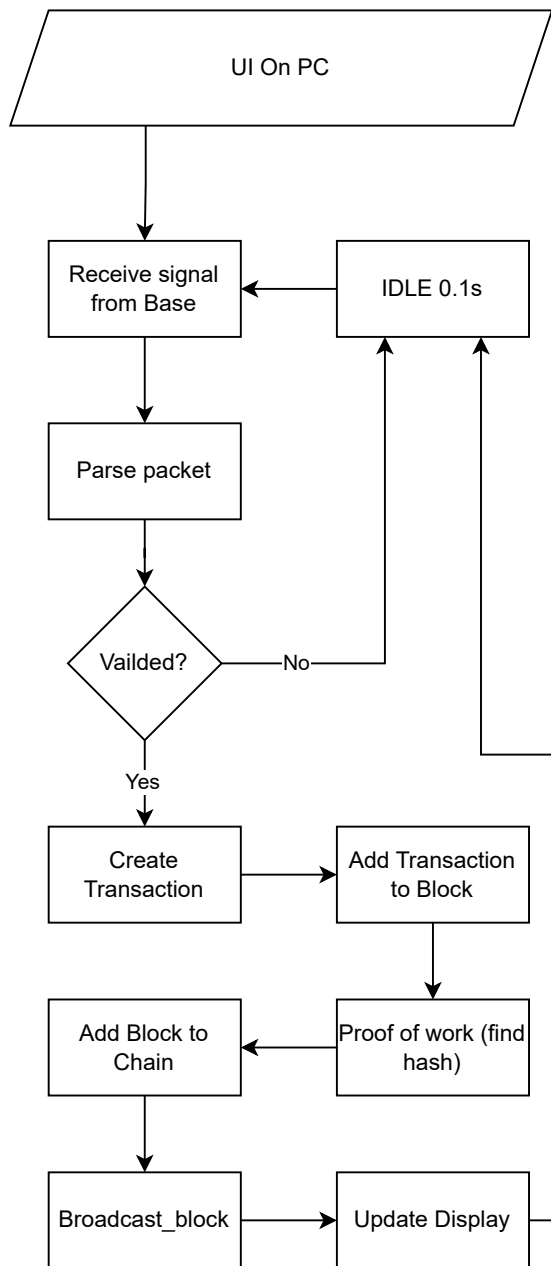 UI On PC
Receive signal
from Base
IDLE 0.1s
Parse packet
Vailded?
No
Yes
Create
Transaction
Add Transaction
to Block
Add Block to
Chain
Proof of work (find
hash)
Broadcast_block
Update Display